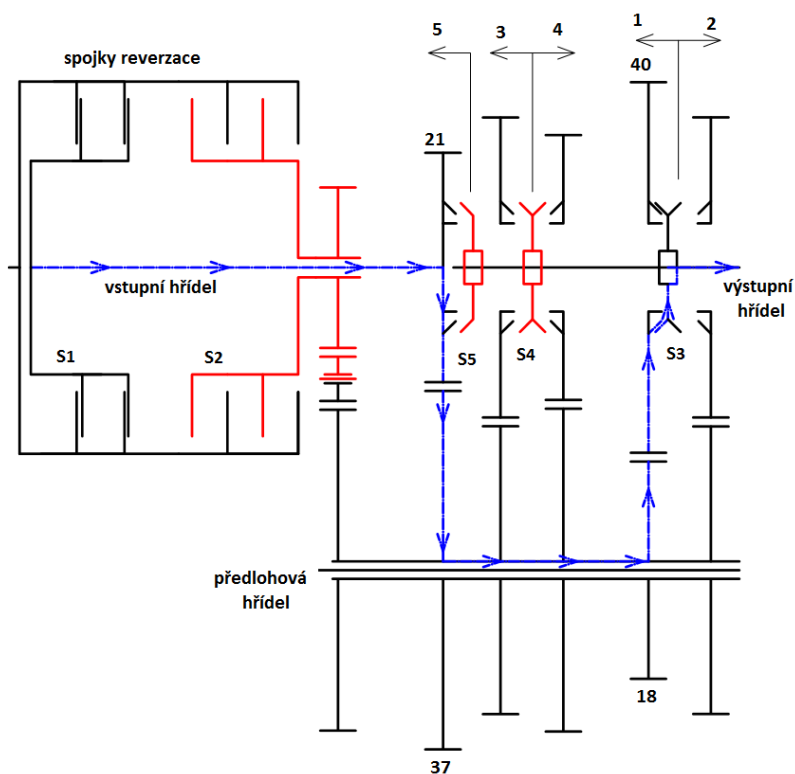 5 3 4 1 2
spojky reverzace
40
21
vstupní hřídel
výstupní
hřídel
S1 S2 S5 S4 S3
předlohová
hřídel
18
37